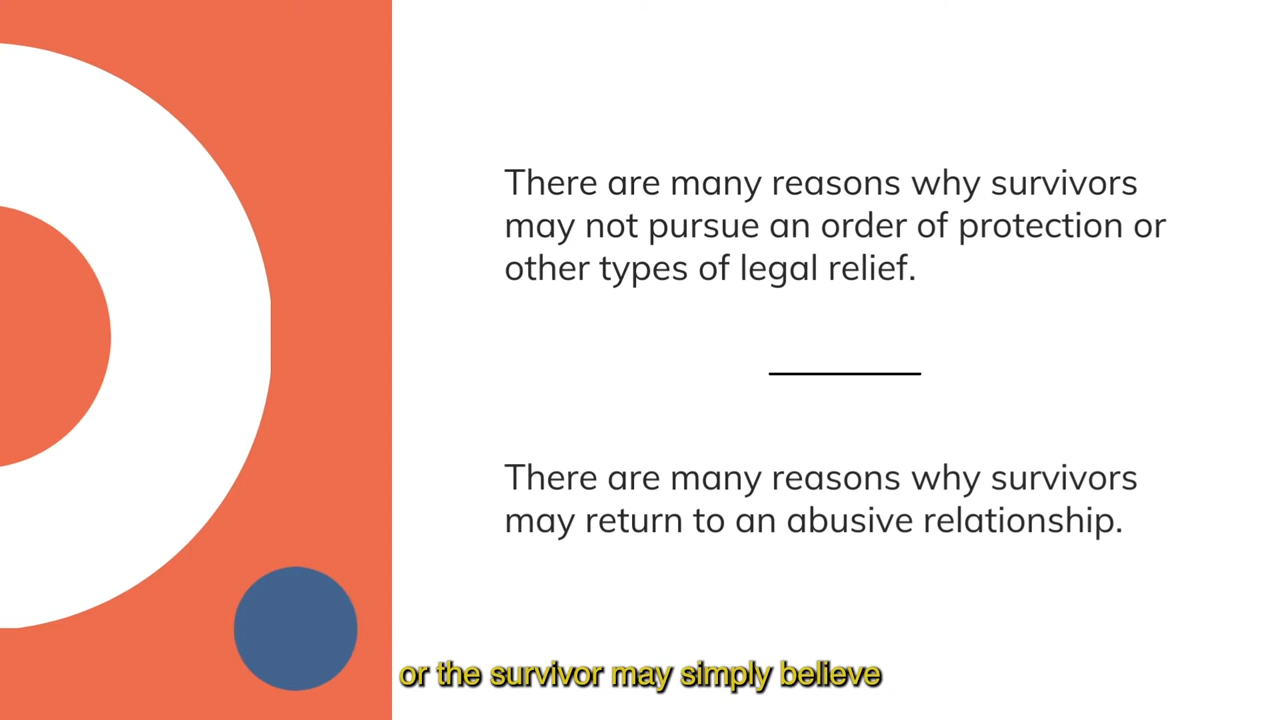 There are many reasons why survivors
may not pursue an order of protection or
other types of legal relief.
There are many reasons why survivors
may return to an abusive relationship.
or the survivor may simply believe